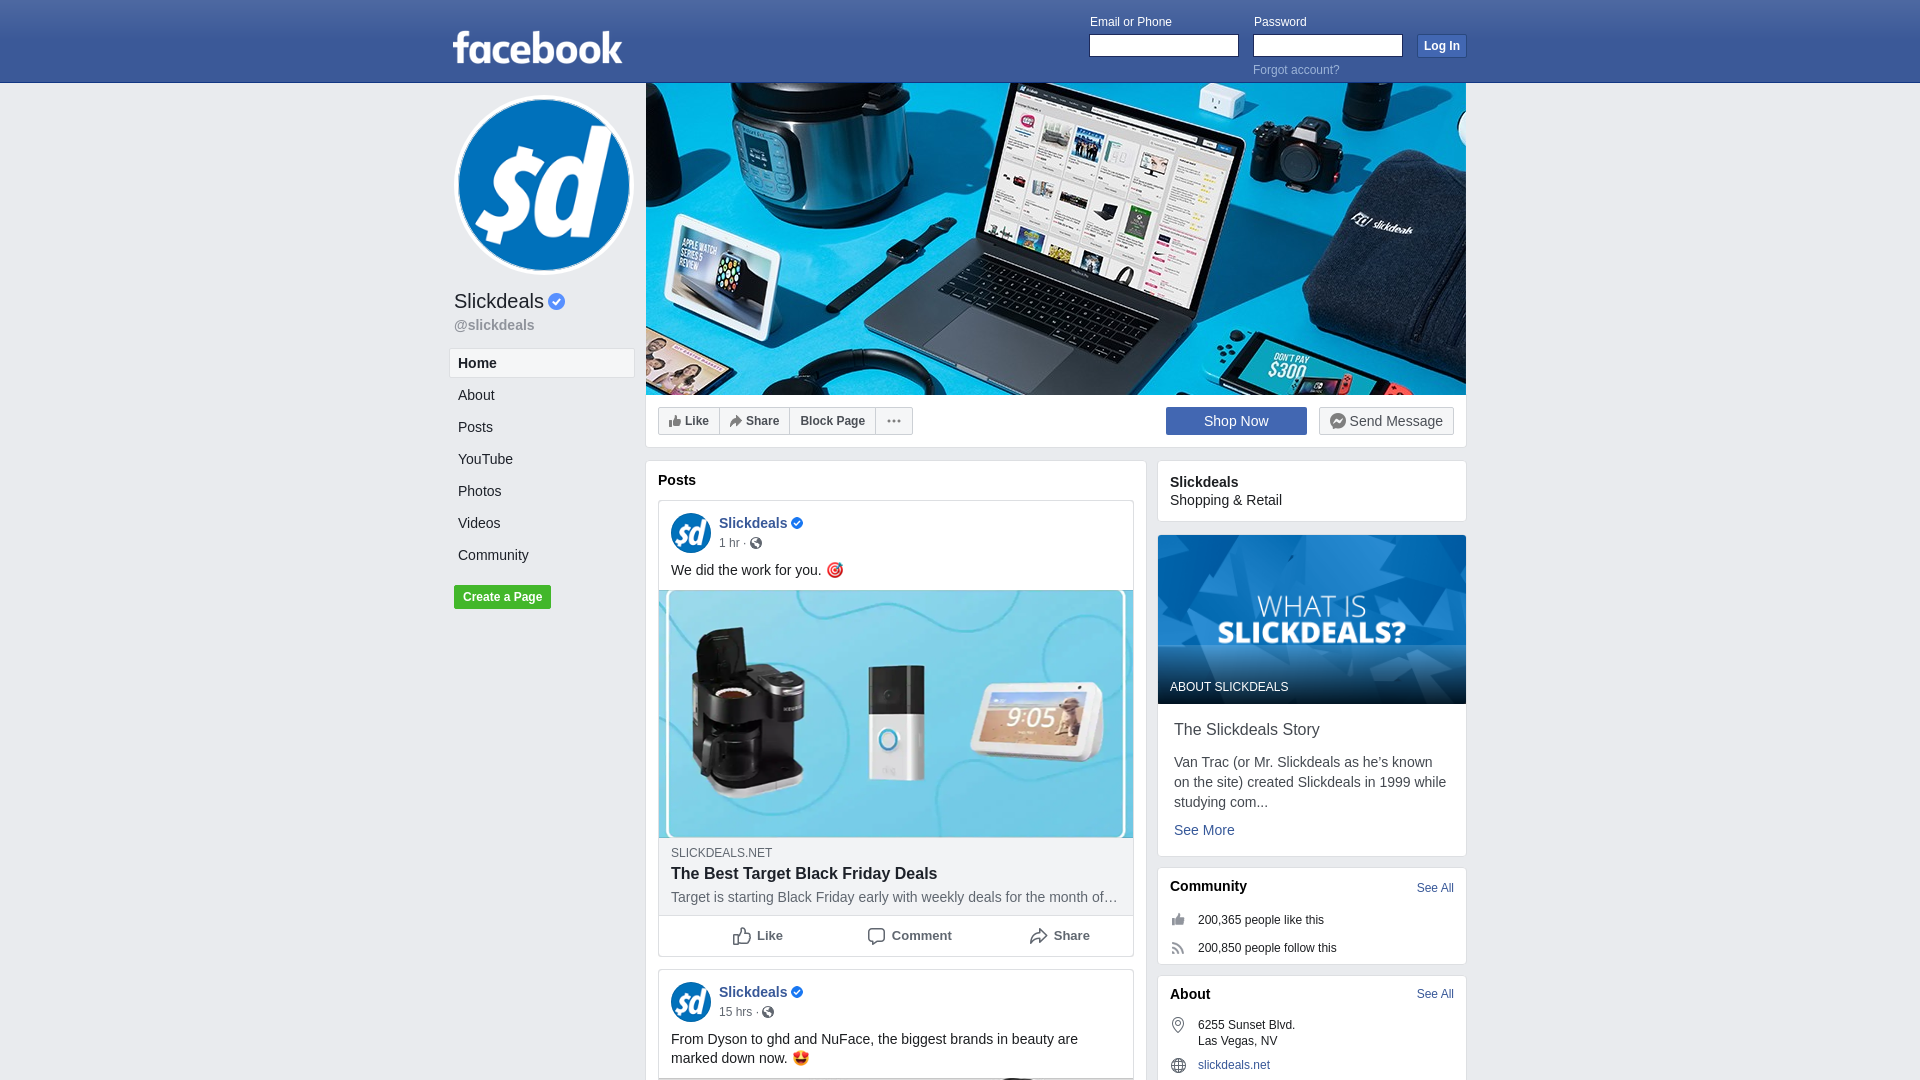 facebook
Email or Phone
Password
Log In
Forgot account?
$d
Slickdeals
@slickdeals
Home
About
Posts
YouTube
Photos
Videos
Community
Create a Page
APPLE WATCH
SERIES 5
REVIEW
slickdeals
DON'T PAY
$300
Like
Share
Block Page
Shop Now
Send Message
Posts
$d
Slickdeals
1 hr ·
We did the work for you.
KEURIG
9:05
SLICKDEALS.NET
The Best Target Black Friday Deals
Target is starting Black Friday early with weekly deals for the month of…
Like
Comment
Share
$d
Slickdeals
15 hrs ·
From Dyson to ghd and NuFace, the biggest brands in beauty are
marked down now.
Slickdeals
Shopping & Retail
WHAT IS
SLICKDEALS?
ABOUT SLICKDEALS
The Slickdeals Story
Van Trac (or Mr. Slickdeals as he’s known
on the site) created Slickdeals in 1999 while
studying com...
See More
Community
See All
200,365 people like this
200,850 people follow this
About
See All
6255 Sunset Blvd.
Las Vegas, NV
slickdeals.net